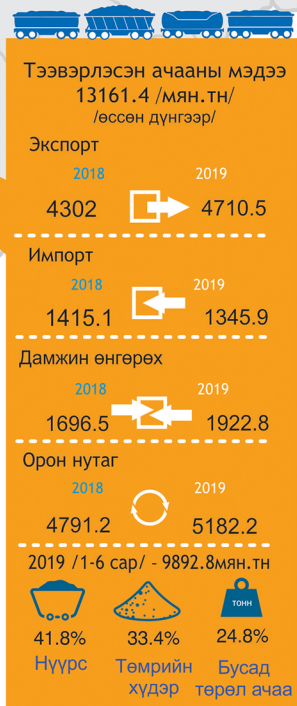 Тээвэрлэсэн ачааны мэдээ
13161.4 /мян.тн/
/өссөн дүнгээр/
Экспорт
2018 2019
4302 4710.5
Импорт
2018 2019
1415.1 1345.9
Дамжин өнгөрөх
2018 2019
1696.5 1922.8
Орон нутаг
2018 2019
4791.2 5182.2
2019 /1-6 сар/ - 9892.8мян.тн
тонн
41.8% 33.4% 24.8%
Нүүрс Төмрийн Бусад
хүдэр төрөл ачаа